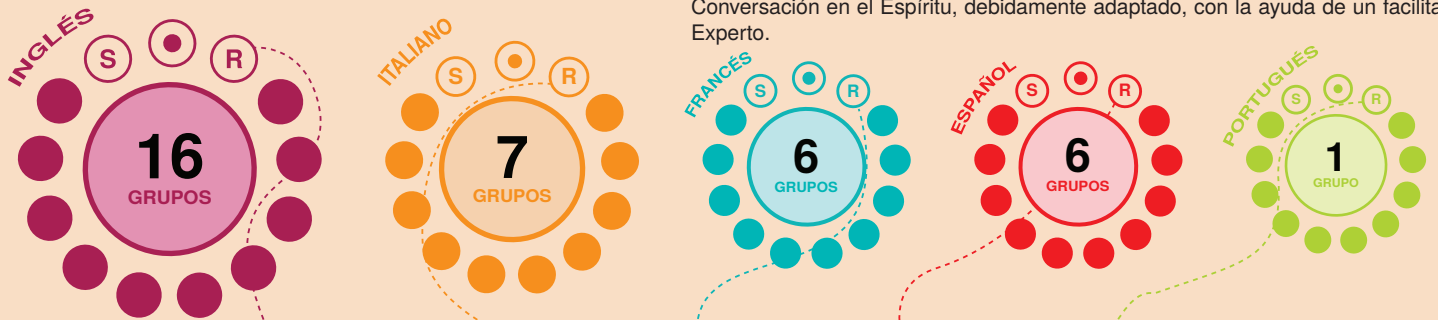 Conversación en el Espíritu, debidamente adaptado, con la ayuda de un
Experto.
INGLÉS
S
R
16
GRUPOS
ITALIANO
S
R
7
GRUPOS
FRANCÉS
S
R
6
GRUPOS
ESPAÑOL
S
R
6
GRUPOS
PORTUGUÉS
S
R
1
GRUPO